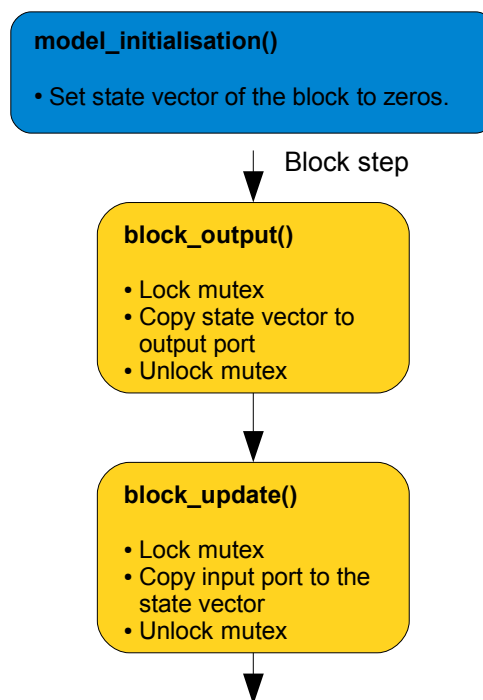 model_initialisation()
• Set state vector of the block to zeros.
Block step
block_output()
• Lock mutex
• Copy state vector to
output port
• Unlock mutex
block_update()
• Lock mutex
• Copy input port to the
state vector
• Unlock mutex